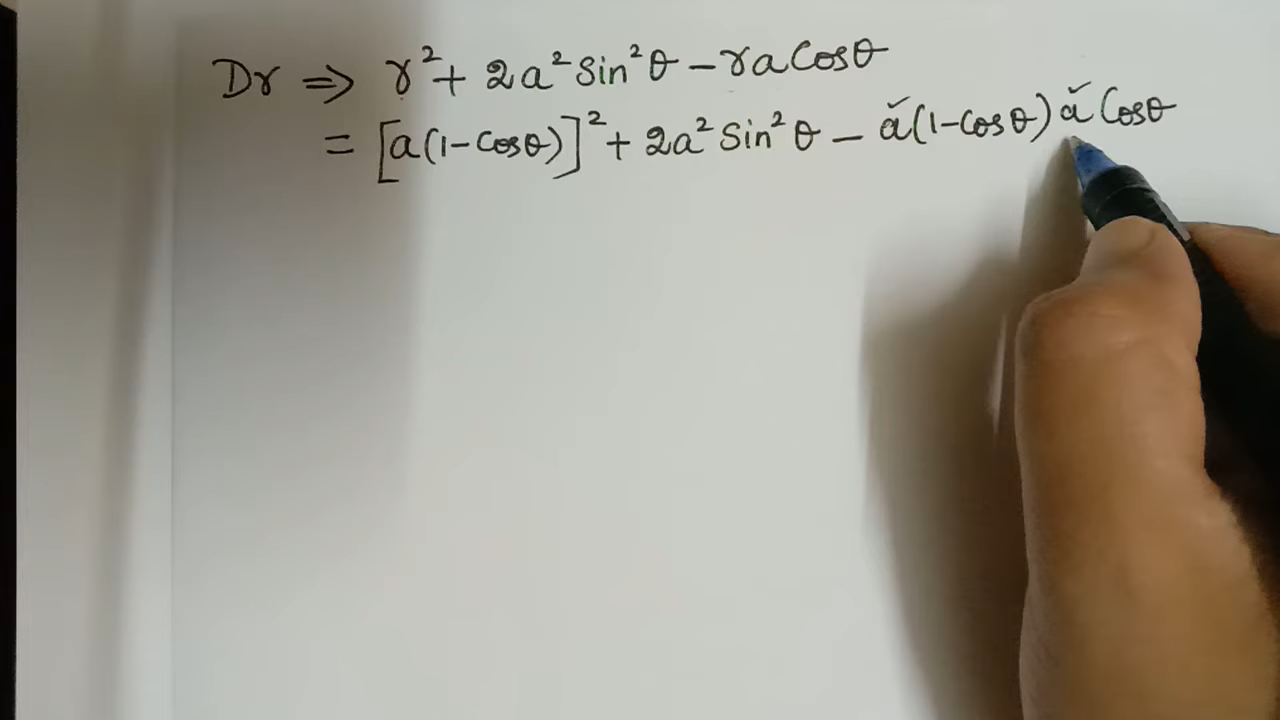 Dr ⇒ r² + 2a² Sin²θ − ra Cosθ
= [a(1−Cosθ)]² + 2a² Sin²θ − a(1−Cosθ) a Cosθ